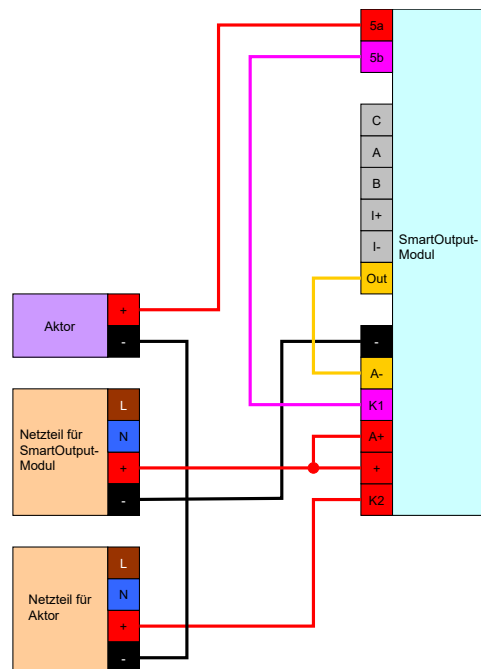 5a
5b
C
A
B
I+
I-
Out
SmartOutput-
Modul
-
A-
K1
A+
+
K2
Aktor
+
-
Netzteil für
SmartOutput-
Modul
L
N
+
-
Netzteil für
Aktor
L
N
+
-